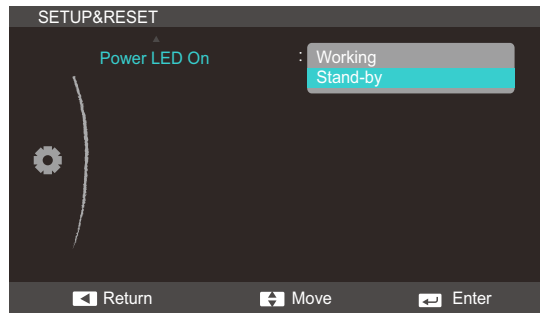 SETUP&RESET
Power LED On : Working
Stand-by
Return Move Enter